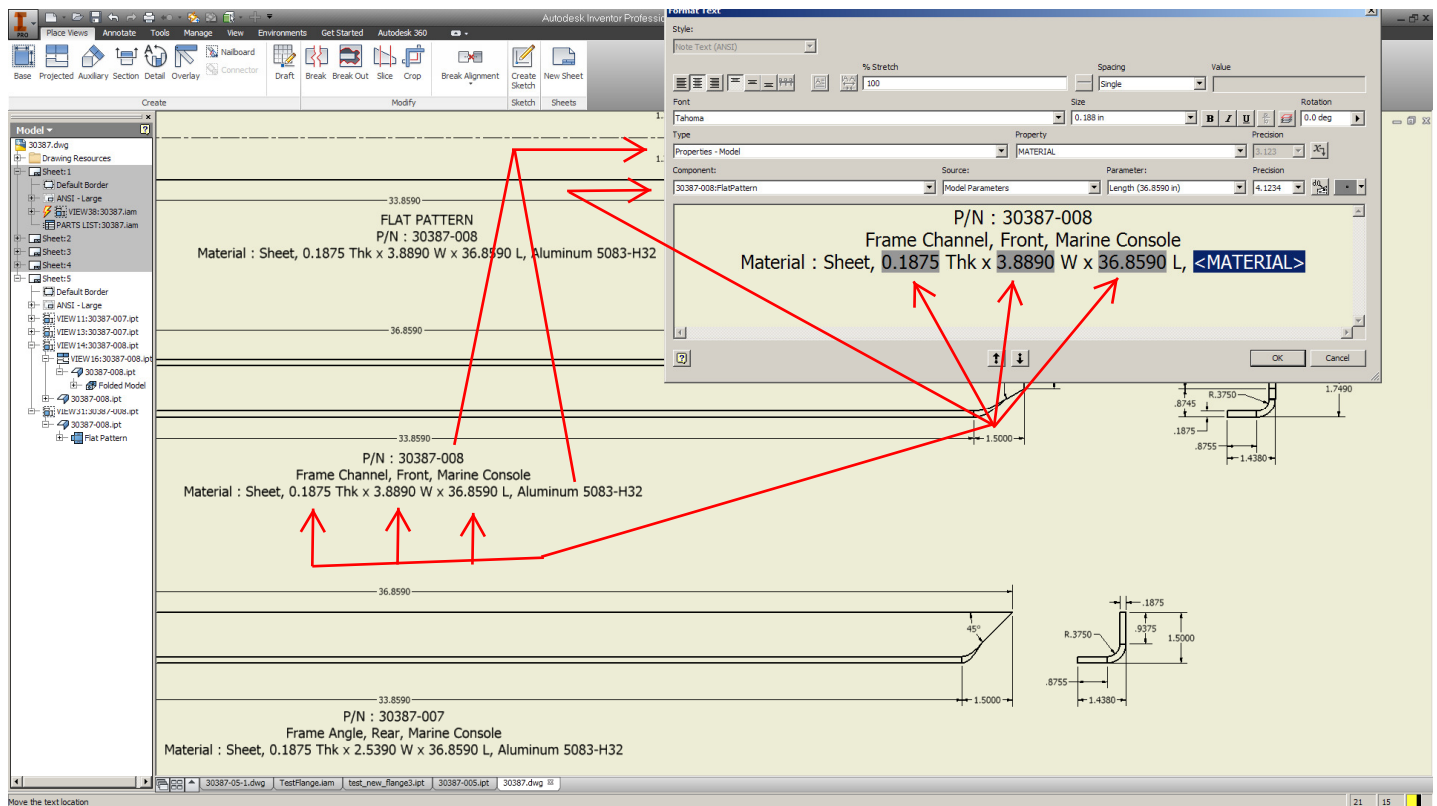 Autodesk Inventor Professio
PRO
Place Views Annotate Tools Manage View Environments Get Started Autodesk 360
Nailboard
Connector
Base Projected Auxiliary Section Detail Overlay Draft Break Break Out Slice Crop Break Alignment Create Sketch New Sheet
Create Modify Sketch Sheets
Format Text
Style:
Note Text (ANSI)
% Stretch Spacing Value
100 Single
Font Size Rotation
Tahoma 0.188 in B I U 0.0 deg
Type Property Precision
Properties - Model MATERIAL 3.123
Component: Source: Parameter: Precision
30387-008:FlatPattern Model Parameters Length (36.8590 in) 4.1234
P/N : 30387-008
Frame Channel, Front, Marine Console
Material : Sheet, 0.1875 Thk x 3.8890 W x 36.8590 L, <MATERIAL>
OK Cancel
Model
30387.dwg
Drawing Resources
Sheet:1
Default Border
ANSI - Large
VIEW38:30387.iam
PARTS LIST:30387.iam
Sheet:2
Sheet:3
Sheet:4
Sheet:5
Default Border
ANSI - Large
VIEW11:30387-007.ipt
VIEW13:30387-007.ipt
VIEW14:30387-008.ipt
VIEW16:30387-008.ipt
30387-008.ipt
Folded Model
30387-008.ipt
VIEW31:30387-008.ipt
30387-008.ipt
Flat Pattern
1.
1.
33.8590
FLAT PATTERN
P/N : 30387-008
Material : Sheet, 0.1875 Thk x 3.8890 W x 36.8590 L, Aluminum 5083-H32
36.8590
33.8590
1.5000
.8745
R.3750
1.7490
.1875
.8755
1.4380
P/N : 30387-008
Frame Channel, Front, Marine Console
Material : Sheet, 0.1875 Thk x 3.8890 W x 36.8590 L, Aluminum 5083-H32
36.8590
45°
.1875
R.3750
.9375
1.5000
.8755
33.8590
1.5000
1.4380
P/N : 30387-007
Frame Angle, Rear, Marine Console
Material : Sheet, 0.1875 Thk x 2.5390 W x 36.8590 L, Aluminum 5083-H32
30387-05-1.dwg TestFlange.iam test_new_flange3.ipt 30387-005.ipt 30387.dwg
Move the text location 21 15